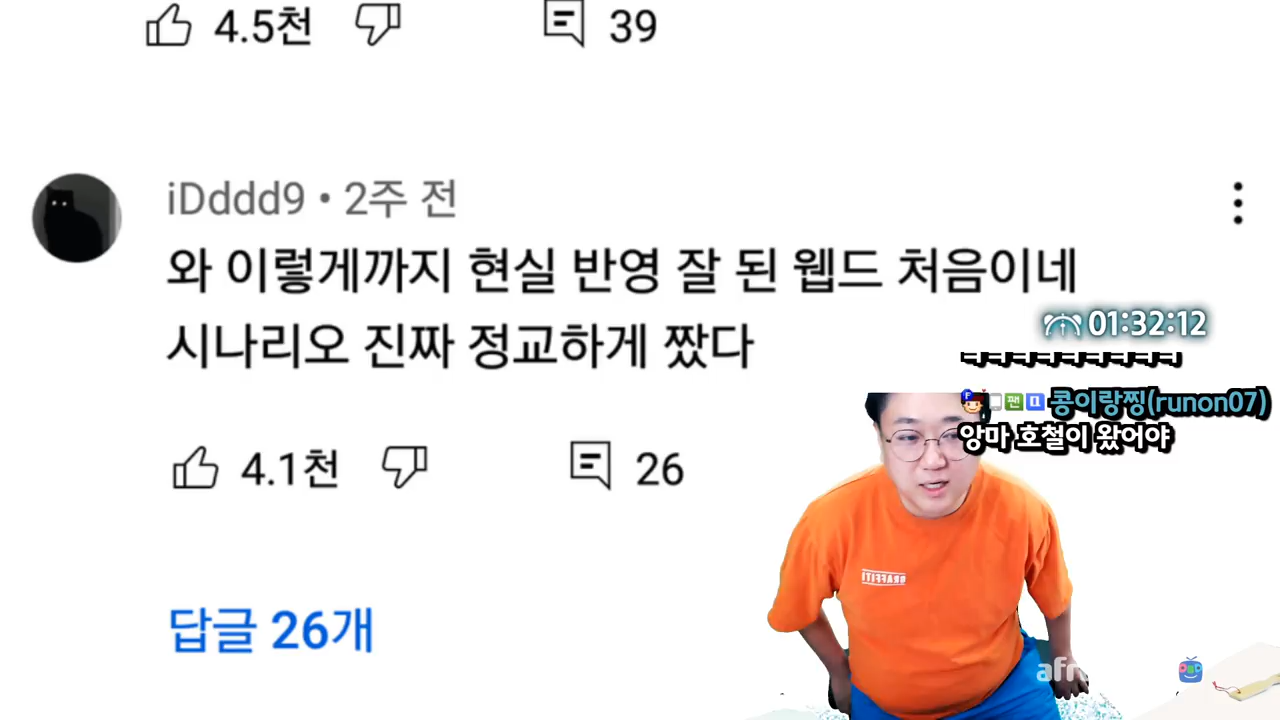 4.5천 39
iDddd9 • 2주 전
와 이렇게까지 현실 반영 잘 된 웹드 처음이네
시나리오 진짜 정교하게 짰다
01:32:12
팬
콩이랑찡(runon07)
앙마 호철이 왔어야
4.1천 26
답글 26개